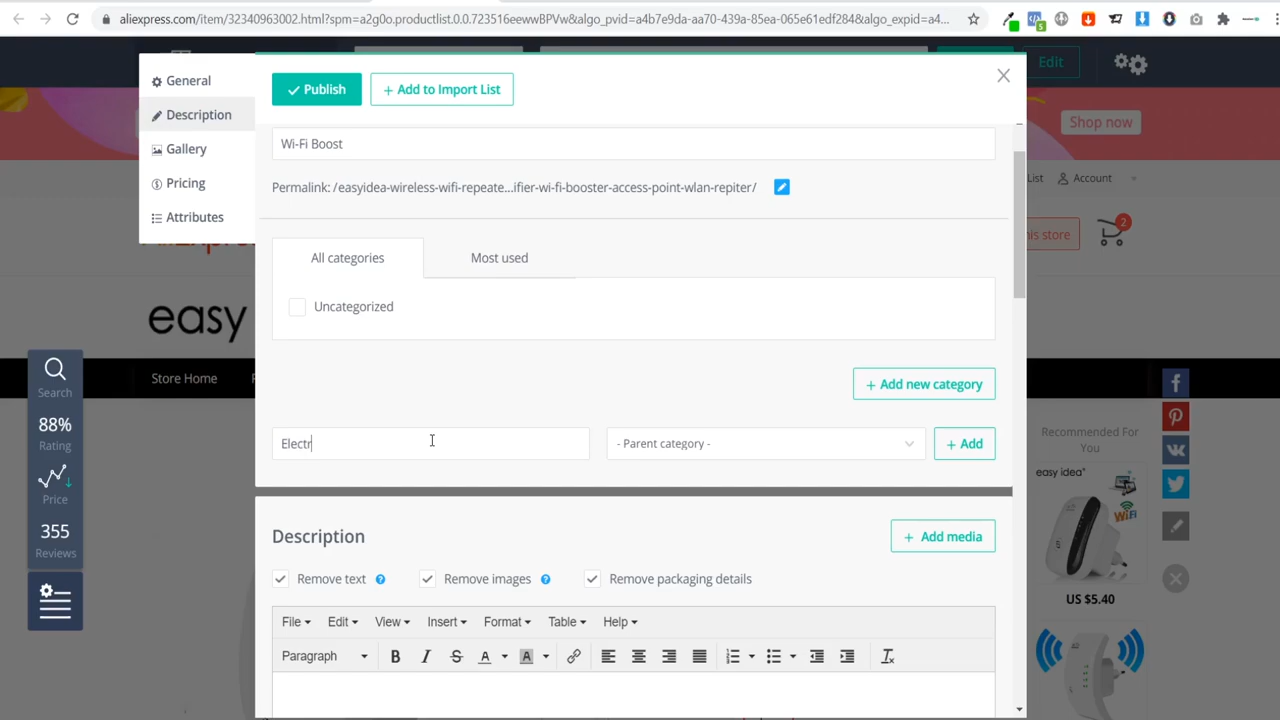 aliexpress.com/item/32340963002.html?spm=a2g0o.productlist.0.0.723516eewwBPVw&algo_pvid=a4b7e9da-aa70-439a-85ea-065e61edf284&algo_expid=a4...
5
General
Description
Gallery
Pricing
Attributes
Publish
+ Add to Import List
Edit
Shop now
Wi-Fi Boost
Permalink: /easyidea-wireless-wifi-repeate...ifier-wi-fi-booster-access-point-wlan-repiter/
List
Account
All categories
Most used
his store
2
Uncategorized
easy
Store Home
+ Add new category
Search
88%
Rating
Price
355
Reviews
Electr
- Parent category -
+ Add
Recommended For
You
easy idea
WiFi
US $5.40
Description
+ Add media
Remove text ?
Remove images ?
Remove packaging details
File Edit View Insert Format Table Help
Paragraph B I S A A